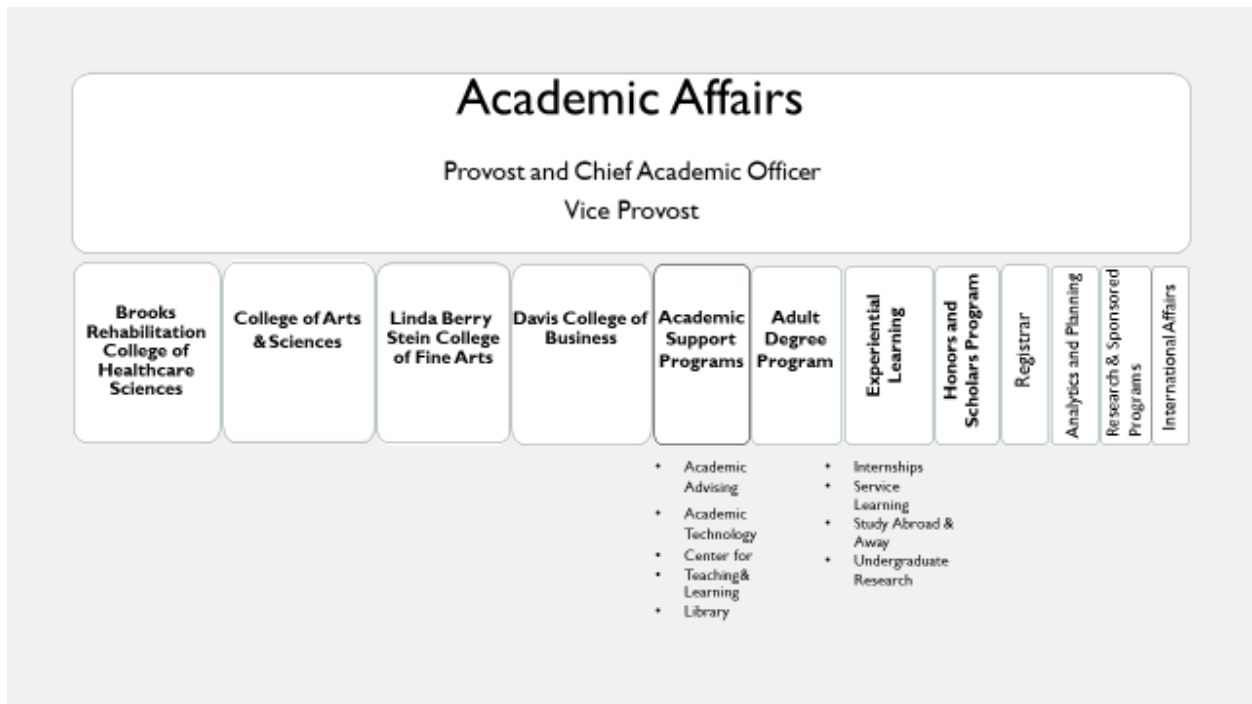 Academic Affairs
Provost and Chief Academic Officer
Vice Provost
Brooks
Rehabilitation
College of
Healthcare
Sciences
College of Arts
& Sciences
Linda Berry
Stein College
of Fine Arts
Davis College of
Business
Academic
Support
Programs
Adult
Degree
Program
Experiential
Learning
Honors and
Scholars Program
Registrar
Analytics and Planning
Research & Sponsored
Programs
International Affairs
• Academic
Advising
• Academic
Technology
• Center for
• Teaching&
Learning
• Library
• Internships
• Service
Learning
• Study Abroad &
Away
• Undergraduate
Research